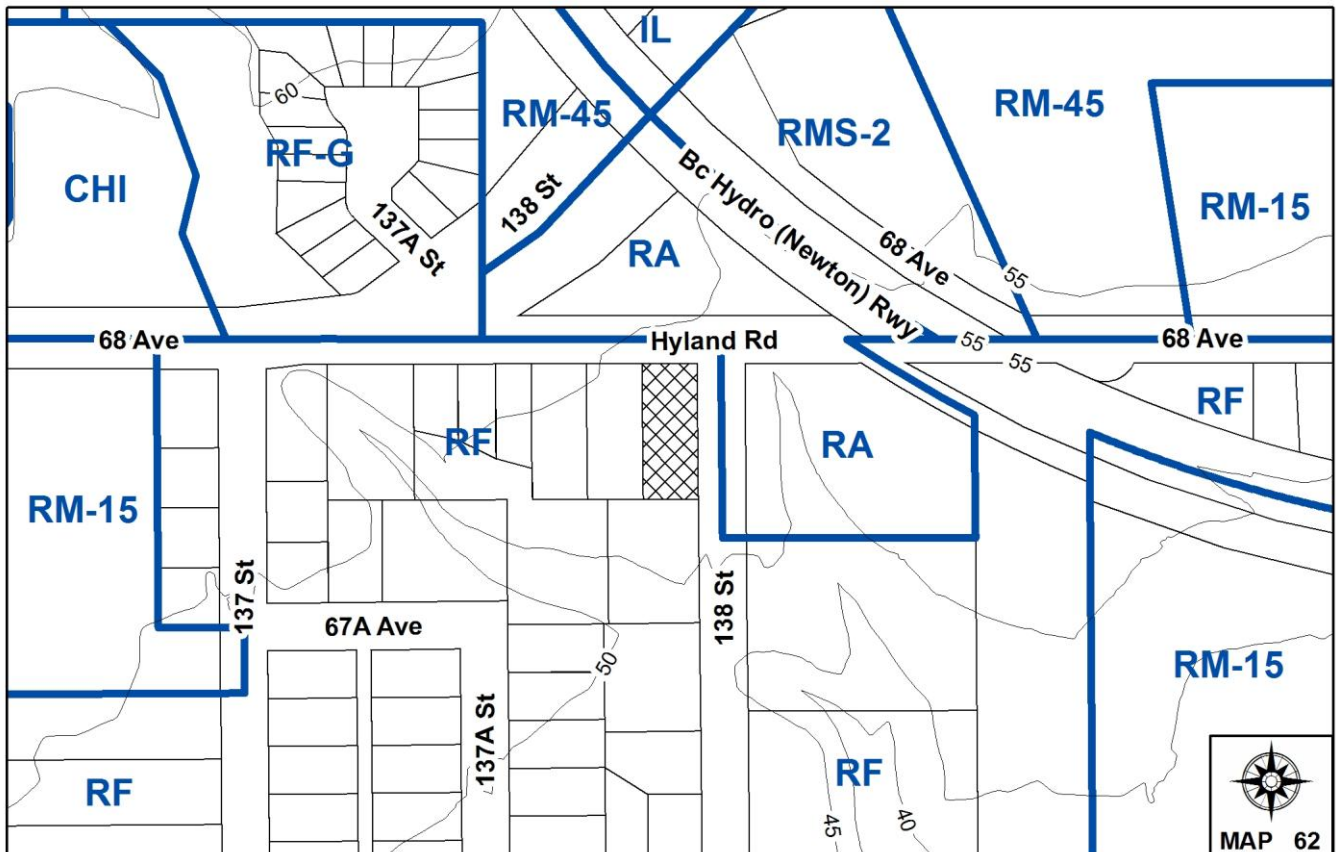 IL
60
RM-45
RM-45
RF-G
RMS-2
CHI
138 St
Bc Hydro (Newton) Rwy
RM-15
137A St
RA
68 Ave
55
68 Ave
Hyland Rd
55
68 Ave
55
RF
RF
RA
RM-15
137 St
138 St
67A Ave
50
RM-15
137A St
RF
RF
45
40
MAP 62